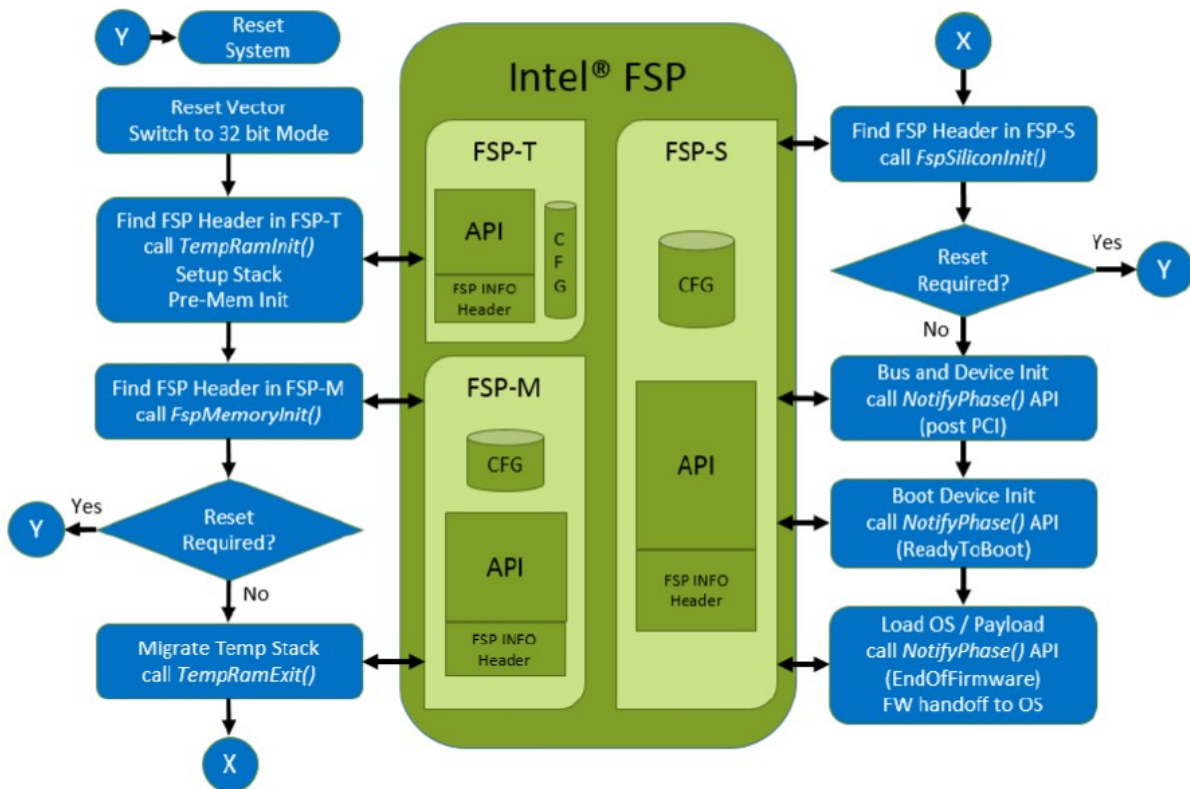 Y
Reset
System
Reset Vector
Switch to 32 bit Mode
Find FSP Header in FSP-T
call TempRamInit()
Setup Stack
Pre-Mem Init
Find FSP Header in FSP-M
call FspMemoryInit()
Reset
Required?
Yes
Y
No
Migrate Temp Stack
call TempRamExit()
X
Intel® FSP
FSP-T
API
FSP INFO
Header
C
F
G
FSP-M
CFG
API
FSP INFO
Header
FSP-S
CFG
API
FSP INFO
Header
X
Find FSP Header in FSP-S
call FspSiliconInit()
Reset
Required?
Yes
Y
No
Bus and Device Init
call NotifyPhase() API
(post PCI)
Boot Device Init
call NotifyPhase() API
(ReadyToBoot)
Load OS / Payload
call NotifyPhase() API
(EndOfFirmware)
FW handoff to OS